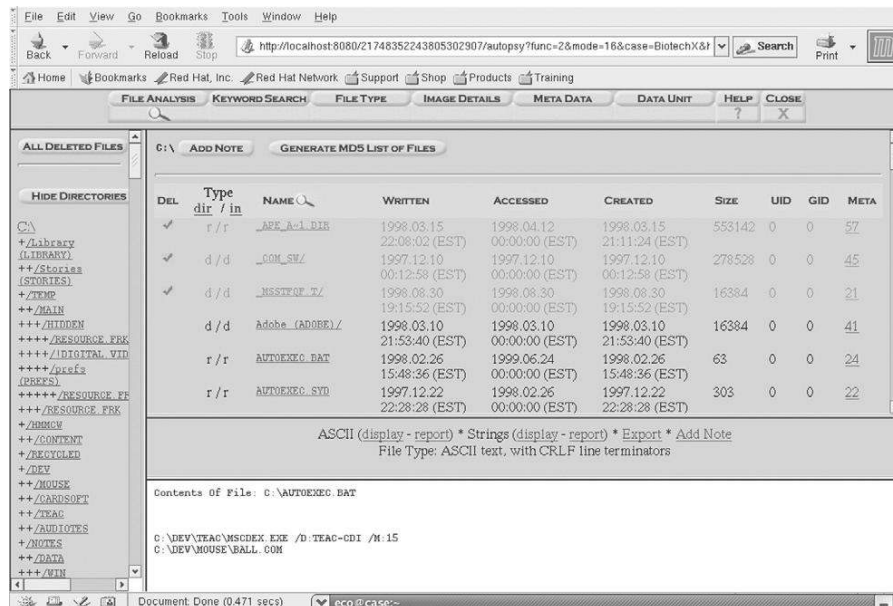 File Edit View Go Bookmarks Tools Window Help
Back Forward Reload Stop http://localhost:8080/21748352243805302907/autopsy?func=2&mode=16&case=BiotechX&h Search Print
Home Bookmarks Red Hat, Inc. Red Hat Network Support Shop Products Training
FILE ANALYSIS KEYWORD SEARCH FILE TYPE IMAGE DETAILS META DATA DATA UNIT HELP CLOSE
? X
ALL DELETED FILES
HIDE DIRECTORIES
C:\
+/Library
(LIBRARY)
++/Stories
(STORIES)
+/TEMP
++/MAIN
+++/HIDDEN
++++/RESOURCE.FRK
++++/!DIGITAL VID
++++/prefs
(PREFS)
+++++/RESOURCE.FR
+++/RESOURCE.FRK
+/HMMCW
++/CONTENT
+/RECYCLED
+/DEV
++/MOUSE
++/CARDSOFT
++/TEAC
++/AUDIOTES
+/NOTES
++/DATA
+++/WIN
C:\ ADD NOTE GENERATE MD5 LIST OF FILES
DEL Type NAME WRITTEN ACCESSED CREATED SIZE UID GID META
dir / in
r / r _APE_A~1.DIR 1998.03.15 1998.04.12 1998.03.15 553142 0 0 57
22:08:02 (EST) 00:00:00 (EST) 21:11:24 (EST)
d / d _COM_SW/ 1997.12.10 1997.12.10 1997.12.10 278528 0 0 45
00:12:58 (EST) 00:00:00 (EST) 00:12:58 (EST)
d / d 1998.08.30 1998.08.30 1998.08.30 16384 0 0 21
19:15:52 (EST) 00:00:00 (EST) 19:15:52 (EST)
d / d Adobe (ADOBE)/ 1998.03.10 1998.03.10 1998.03.10 16384 0 0 41
21:53:40 (EST) 00:00:00 (EST) 21:53:40 (EST)
r / r AUTOEXEC.BAT 1998.02.26 1999.06.24 1998.02.26 63 0 0 24
15:48:36 (EST) 00:00:00 (EST) 15:48:36 (EST)
r / r AUTOEXEC.SYD 1997.12.22 1998.02.26 1997.12.22 303 0 0 22
22:28:28 (EST) 00:00:00 (EST) 22:28:28 (EST)
ASCII (display - report) * Strings (display - report) * Export * Add Note
File Type: ASCII text, with CRLF line terminators
Contents Of File: C:\AUTOEXEC.BAT
C:\DEV\TEAC\MSCDEX.EXE /D:TEAC-CDI /M:15
C:\DEV\MOUSE\BALL.COM
Document: Done (0.471 secs) eco@case:~